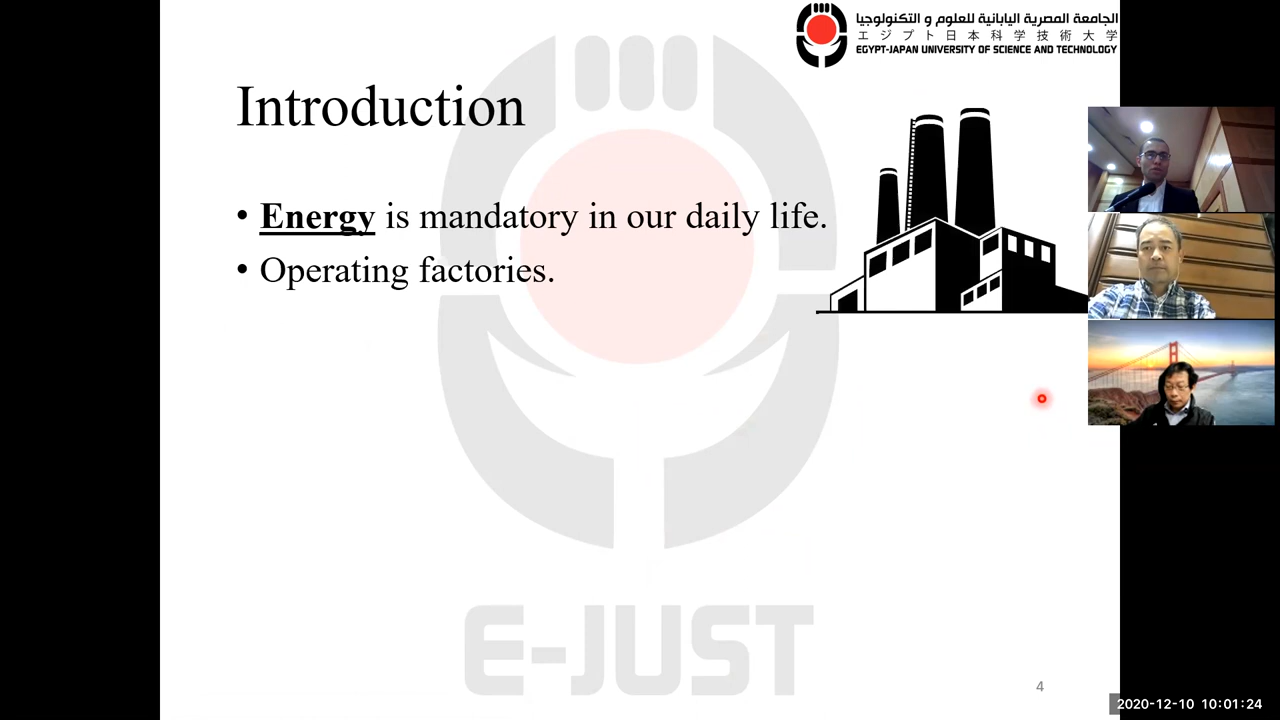 الجامعة المصرية اليابانية للعلوم و التكنولوجيا
エジプト日本科学技術大学
EGYPT-JAPAN UNIVERSITY OF SCIENCE AND TECHNOLOGY
Introduction
• Energy is mandatory in our daily life.
• Operating factories.
E-JUST
4
2020-12-10 10:01:24